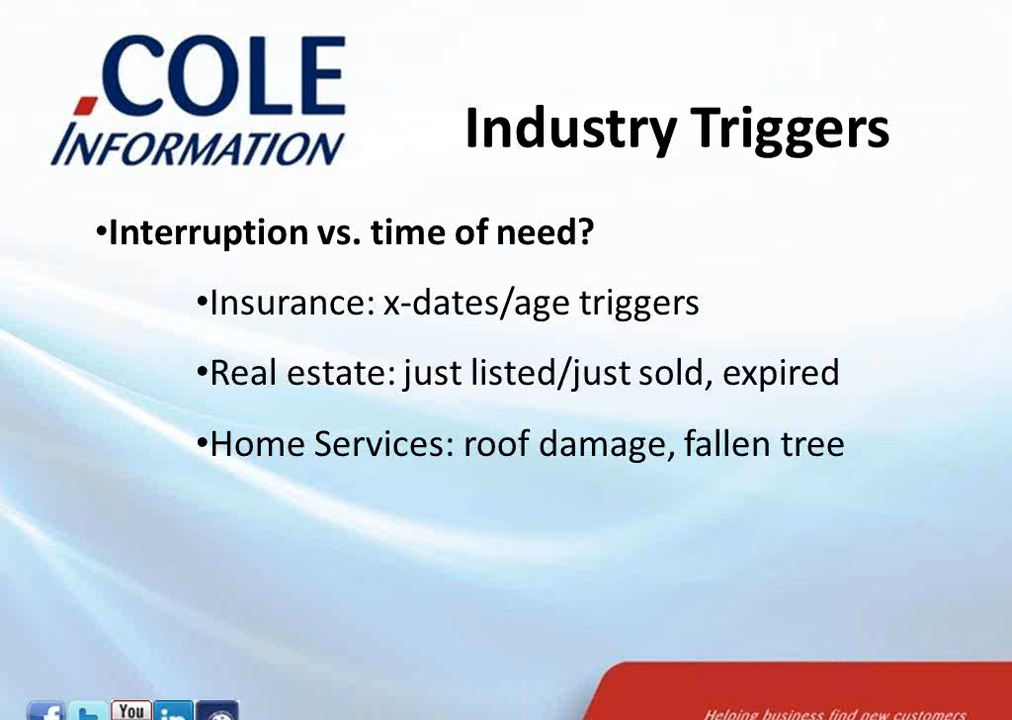 .COLE
INFORMATION
Industry Triggers
•Interruption vs. time of need?
•Insurance: x-dates/age triggers
•Real estate: just listed/just sold, expired
•Home Services: roof damage, fallen tree
You
Helping business find new customers